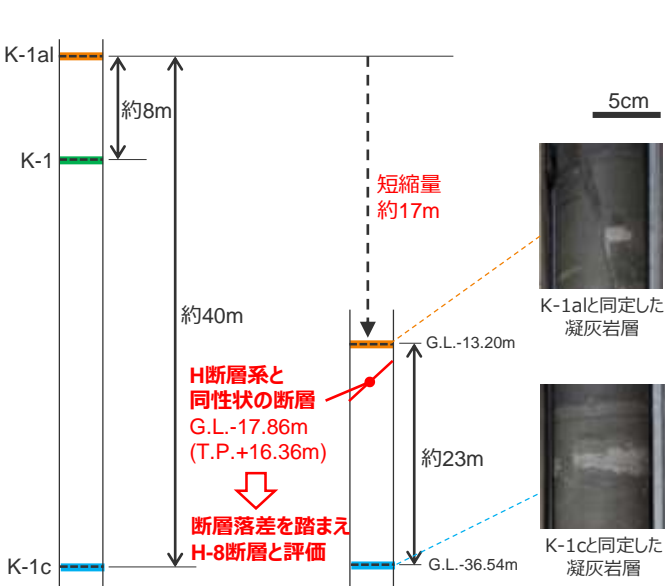 K-1al
約8m
K-1
約40m
K-1c
短縮量
約17m
H断層系と
同性状の断層
G.L.-17.86m
(T.P.+16.36m)
断層落差を踏まえ
H-8断層と評価
G.L.-13.20m
約23m
G.L.-36.54m
5cm
K-1alと同定した
凝灰岩層
K-1cと同定した
凝灰岩層